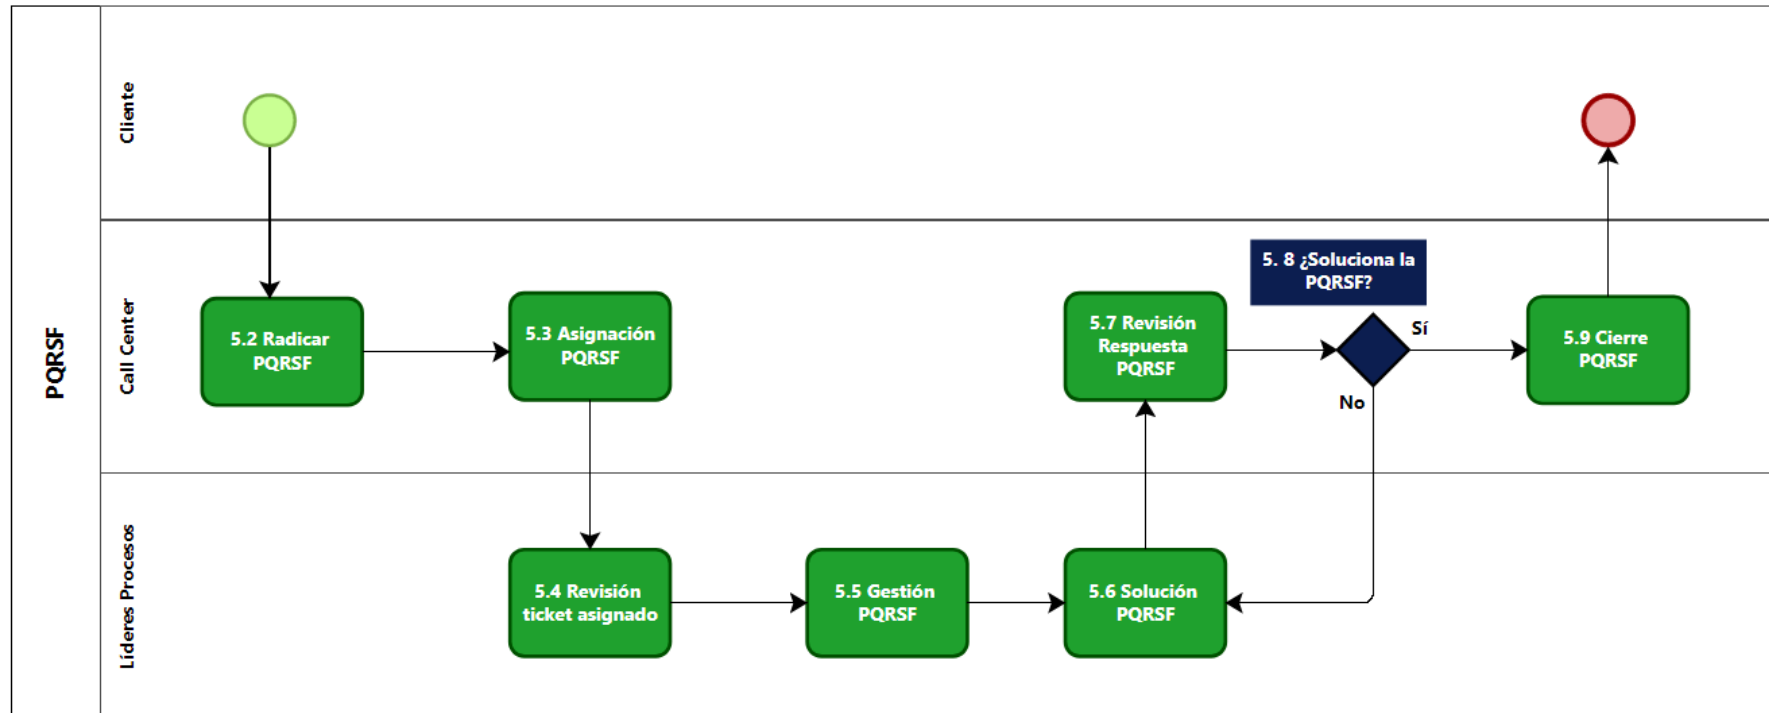 PQRSF
Cliente
Call Center
5.2 Radicar
PQRSF
5.3 Asignación
PQRSF
5.7 Revisión
Respuesta
PQRSF
5. 8 ¿Soluciona la
PQRSF?
Sí
No
5.9 Cierre
PQRSF
Líderes Procesos
5.4 Revisión
ticket asignado
5.5 Gestión
PQRSF
5.6 Solución
PQRSF